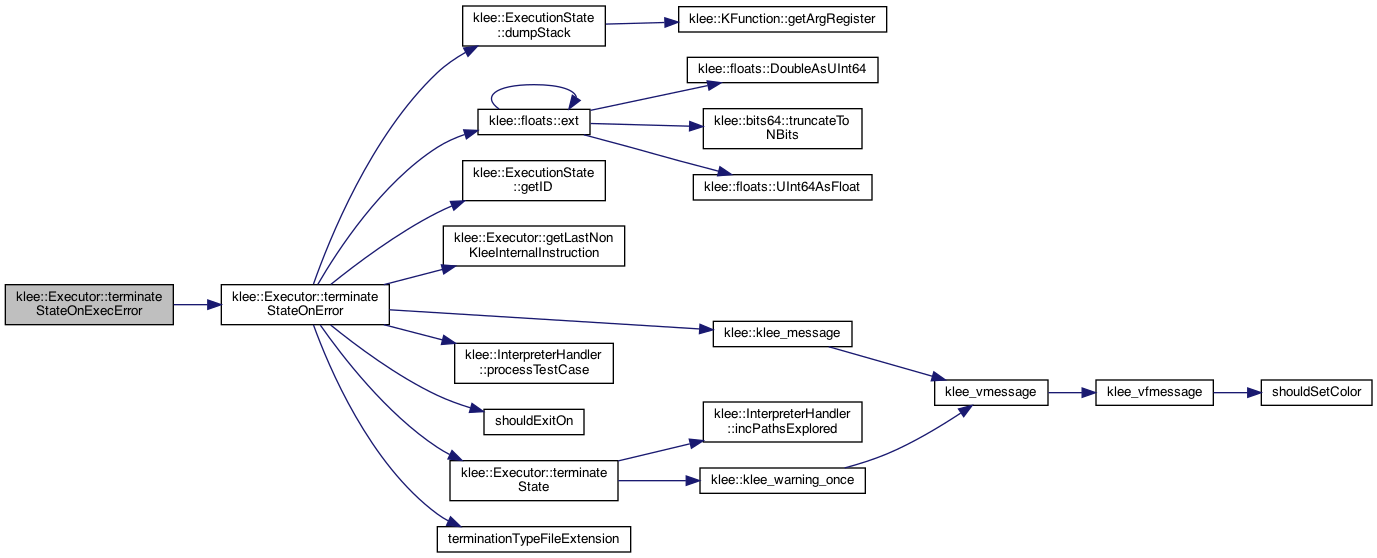 klee::Executor::terminate
StateOnExecError
klee::Executor::terminate
StateOnError
klee::ExecutionState
::dumpStack
klee::KFunction::getArgRegister
klee::floats::ext
klee::floats::DoubleAsUInt64
klee::bits64::truncateTo
NBits
klee::floats::UInt64AsFloat
klee::ExecutionState
::getID
klee::Executor::getLastNon
KleeInternalInstruction
klee::klee_message
klee::InterpreterHandler
::processTestCase
shouldExitOn
klee::Executor::terminate
State
klee::InterpreterHandler
::incPathsExplored
klee::klee_warning_once
klee_vmessage
klee_vfmessage
shouldSetColor
terminationTypeFileExtension